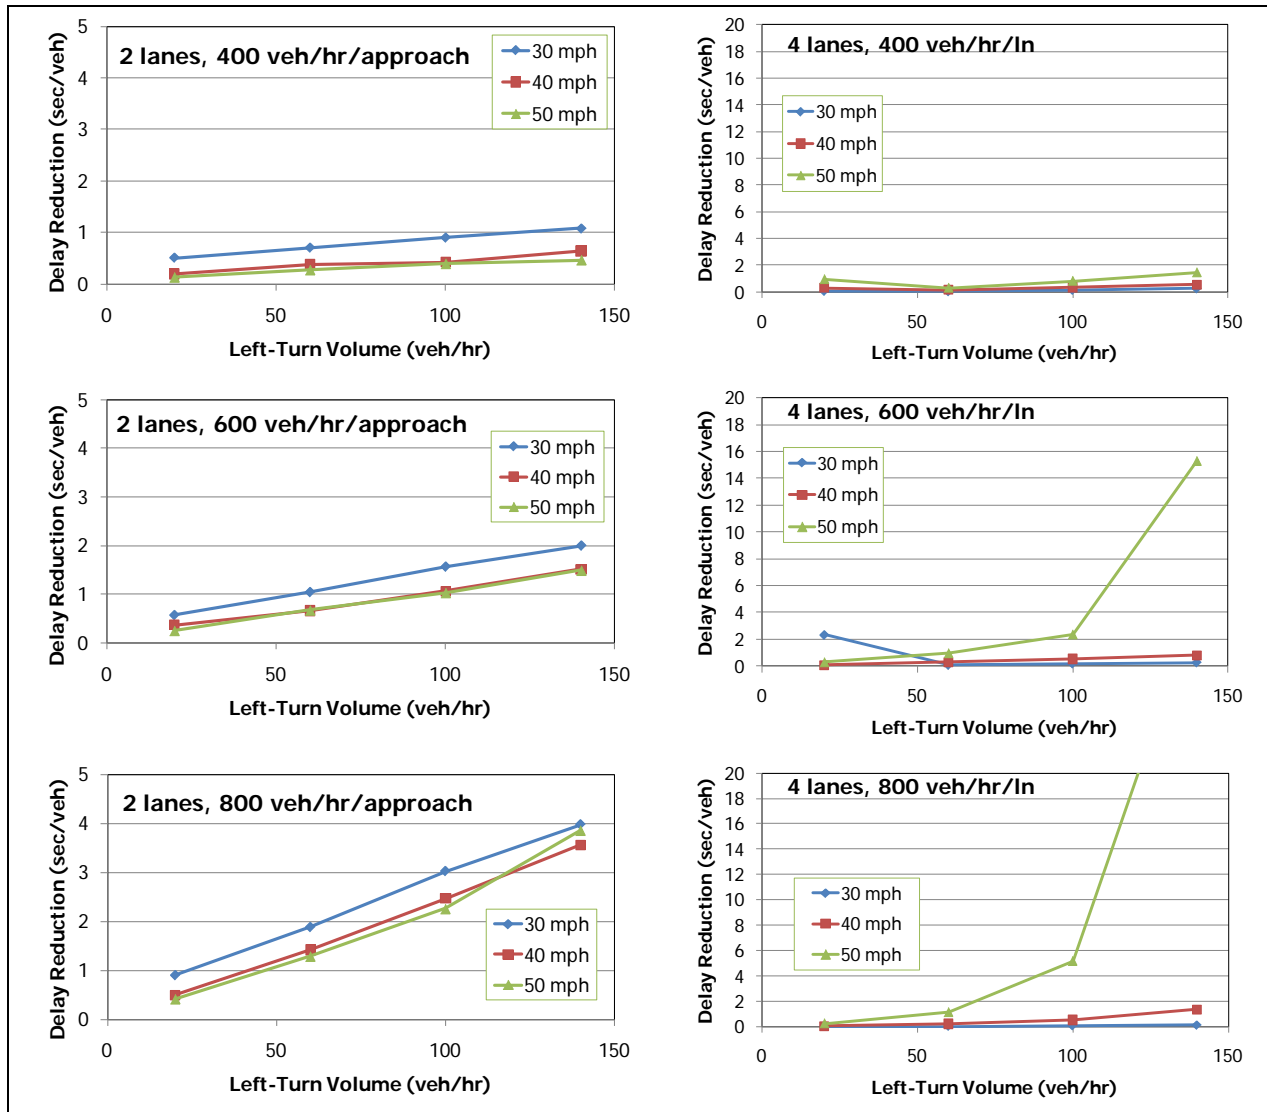 2 lanes, 400 veh/hr/approach
Delay Reduction (sec/veh)
5
4
3
2
1
0
30 mph
40 mph
50 mph
0
50
100
150
Left-Turn Volume (veh/hr)
4 lanes, 400 veh/hr/ln
Delay Reduction (sec/veh)
20
18
16
14
12
10
8
6
4
2
0
30 mph
40 mph
50 mph
0
50
100
150
Left-Turn Volume (veh/hr)
2 lanes, 600 veh/hr/approach
Delay Reduction (sec/veh)
5
4
3
2
1
0
30 mph
40 mph
50 mph
0
50
100
150
Left-Turn Volume (veh/hr)
4 lanes, 600 veh/hr/ln
Delay Reduction (sec/veh)
20
18
16
14
12
10
8
6
4
2
0
30 mph
40 mph
50 mph
0
50
100
150
Left-Turn Volume (veh/hr)
2 lanes, 800 veh/hr/approach
Delay Reduction (sec/veh)
5
4
3
2
1
0
30 mph
40 mph
50 mph
0
50
100
150
Left-Turn Volume (veh/hr)
4 lanes, 800 veh/hr/ln
Delay Reduction (sec/veh)
20
18
16
14
12
10
8
6
4
2
0
30 mph
40 mph
50 mph
0
50
100
150
Left-Turn Volume (veh/hr)